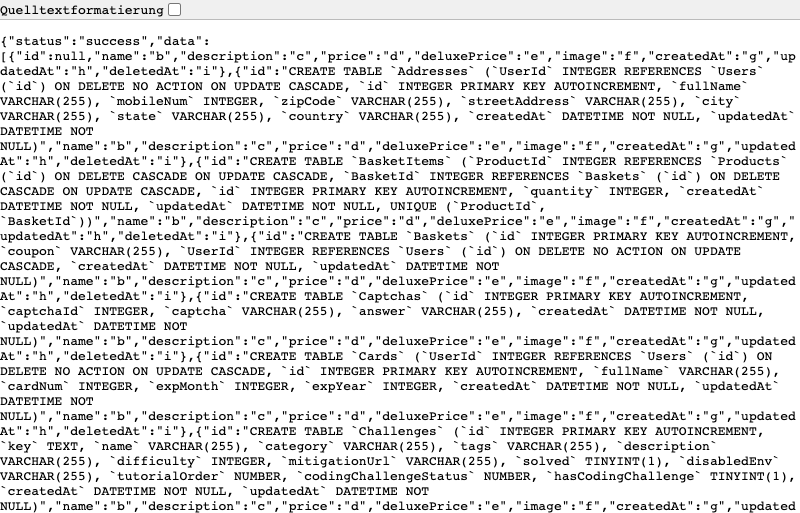 Quelltextformatierung
{"status":"success","data":
[{"id":null,"name":"b","description":"c","price":"d","deluxePrice":"e","image":"f","createdAt":"g","up
datedAt":"h","deletedAt":"i"},{"id":"CREATE TABLE `Addresses` (`UserId` INTEGER REFERENCES `Users`
(`id`) ON DELETE NO ACTION ON UPDATE CASCADE, `id` INTEGER PRIMARY KEY AUTOINCREMENT, `fullName`
VARCHAR(255), `mobileNum` INTEGER, `zipCode` VARCHAR(255), `streetAddress` VARCHAR(255), `city`
VARCHAR(255), `state` VARCHAR(255), `country` VARCHAR(255), `createdAt` DATETIME NOT NULL, `updatedAt`
DATETIME NOT
NULL)","name":"b","description":"c","price":"d","deluxePrice":"e","image":"f","createdAt":"g","updated
At":"h","deletedAt":"i"},{"id":"CREATE TABLE `BasketItems` (`ProductId` INTEGER REFERENCES `Products`
(`id`) ON DELETE CASCADE ON UPDATE CASCADE, `BasketId` INTEGER REFERENCES `Baskets` (`id`) ON DELETE
CASCADE ON UPDATE CASCADE, `id` INTEGER PRIMARY KEY AUTOINCREMENT, `quantity` INTEGER, `createdAt`
DATETIME NOT NULL, `updatedAt` DATETIME NOT NULL, UNIQUE (`ProductId`,
`BasketId`))","name":"b","description":"c","price":"d","deluxePrice":"e","image":"f","createdAt":"g","
updatedAt":"h","deletedAt":"i"},{"id":"CREATE TABLE `Baskets` (`id` INTEGER PRIMARY KEY AUTOINCREMENT,
`coupon` VARCHAR(255), `UserId` INTEGER REFERENCES `Users` (`id`) ON DELETE NO ACTION ON UPDATE
CASCADE, `createdAt` DATETIME NOT NULL, `updatedAt` DATETIME NOT
NULL)","name":"b","description":"c","price":"d","deluxePrice":"e","image":"f","createdAt":"g","updated
At":"h","deletedAt":"i"},{"id":"CREATE TABLE `Captchas` (`id` INTEGER PRIMARY KEY AUTOINCREMENT,
`captchaId` INTEGER, `captcha` VARCHAR(255), `answer` VARCHAR(255), `createdAt` DATETIME NOT NULL,
`updatedAt` DATETIME NOT
NULL)","name":"b","description":"c","price":"d","deluxePrice":"e","image":"f","createdAt":"g","updated
At":"h","deletedAt":"i"},{"id":"CREATE TABLE `Cards` (`UserId` INTEGER REFERENCES `Users` (`id`) ON
DELETE NO ACTION ON UPDATE CASCADE, `id` INTEGER PRIMARY KEY AUTOINCREMENT, `fullName` VARCHAR(255),
`cardNum` INTEGER, `expMonth` INTEGER, `expYear` INTEGER, `createdAt` DATETIME NOT NULL, `updatedAt`
DATETIME NOT
NULL)","name":"b","description":"c","price":"d","deluxePrice":"e","image":"f","createdAt":"g","updated
At":"h","deletedAt":"i"},{"id":"CREATE TABLE `Challenges` (`id` INTEGER PRIMARY KEY AUTOINCREMENT,
`key` TEXT, `name` VARCHAR(255), `category` VARCHAR(255), `tags` VARCHAR(255), `description`
VARCHAR(255), `difficulty` INTEGER, `mitigationUrl` VARCHAR(255), `solved` TINYINT(1), `disabledEnv`
VARCHAR(255), `tutorialOrder` NUMBER, `codingChallengeStatus` NUMBER, `hasCodingChallenge` TINYINT(1),
`createdAt` DATETIME NOT NULL, `updatedAt` DATETIME NOT
NULL)","name":"b","description":"c","price":"d","deluxePrice":"e","image":"f","createdAt":"g","updated